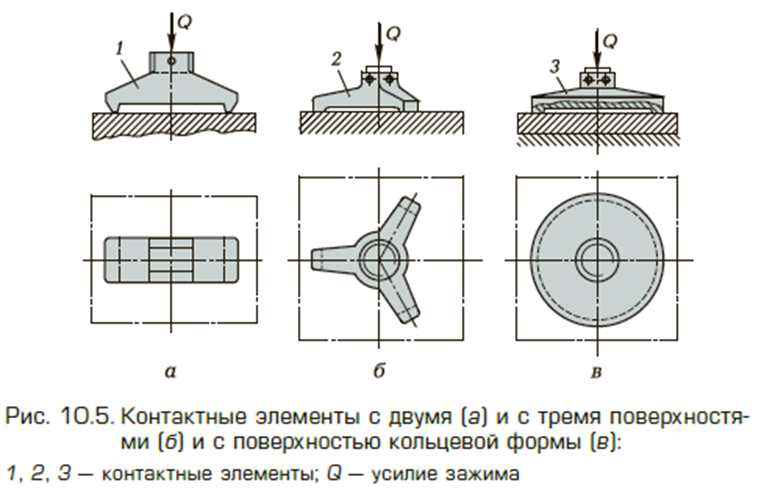 Q Q Q
1 2 3
а б в
Рис. 10.5. Контактные элементы с двумя (а) и с тремя поверхностя-
ми (б) и с поверхностью кольцевой формы (в):
1, 2, 3 — контактные элементы; Q — усилие зажима